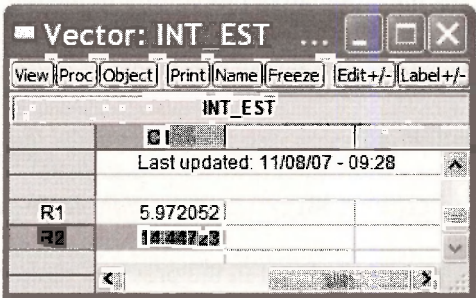 Vector: INT_EST ...
View Proc Object Print Name Freeze Edit+/- Label+/-
INT_EST
C1
Last updated: 11/08/07 - 09:28
R1 5.972052
R2